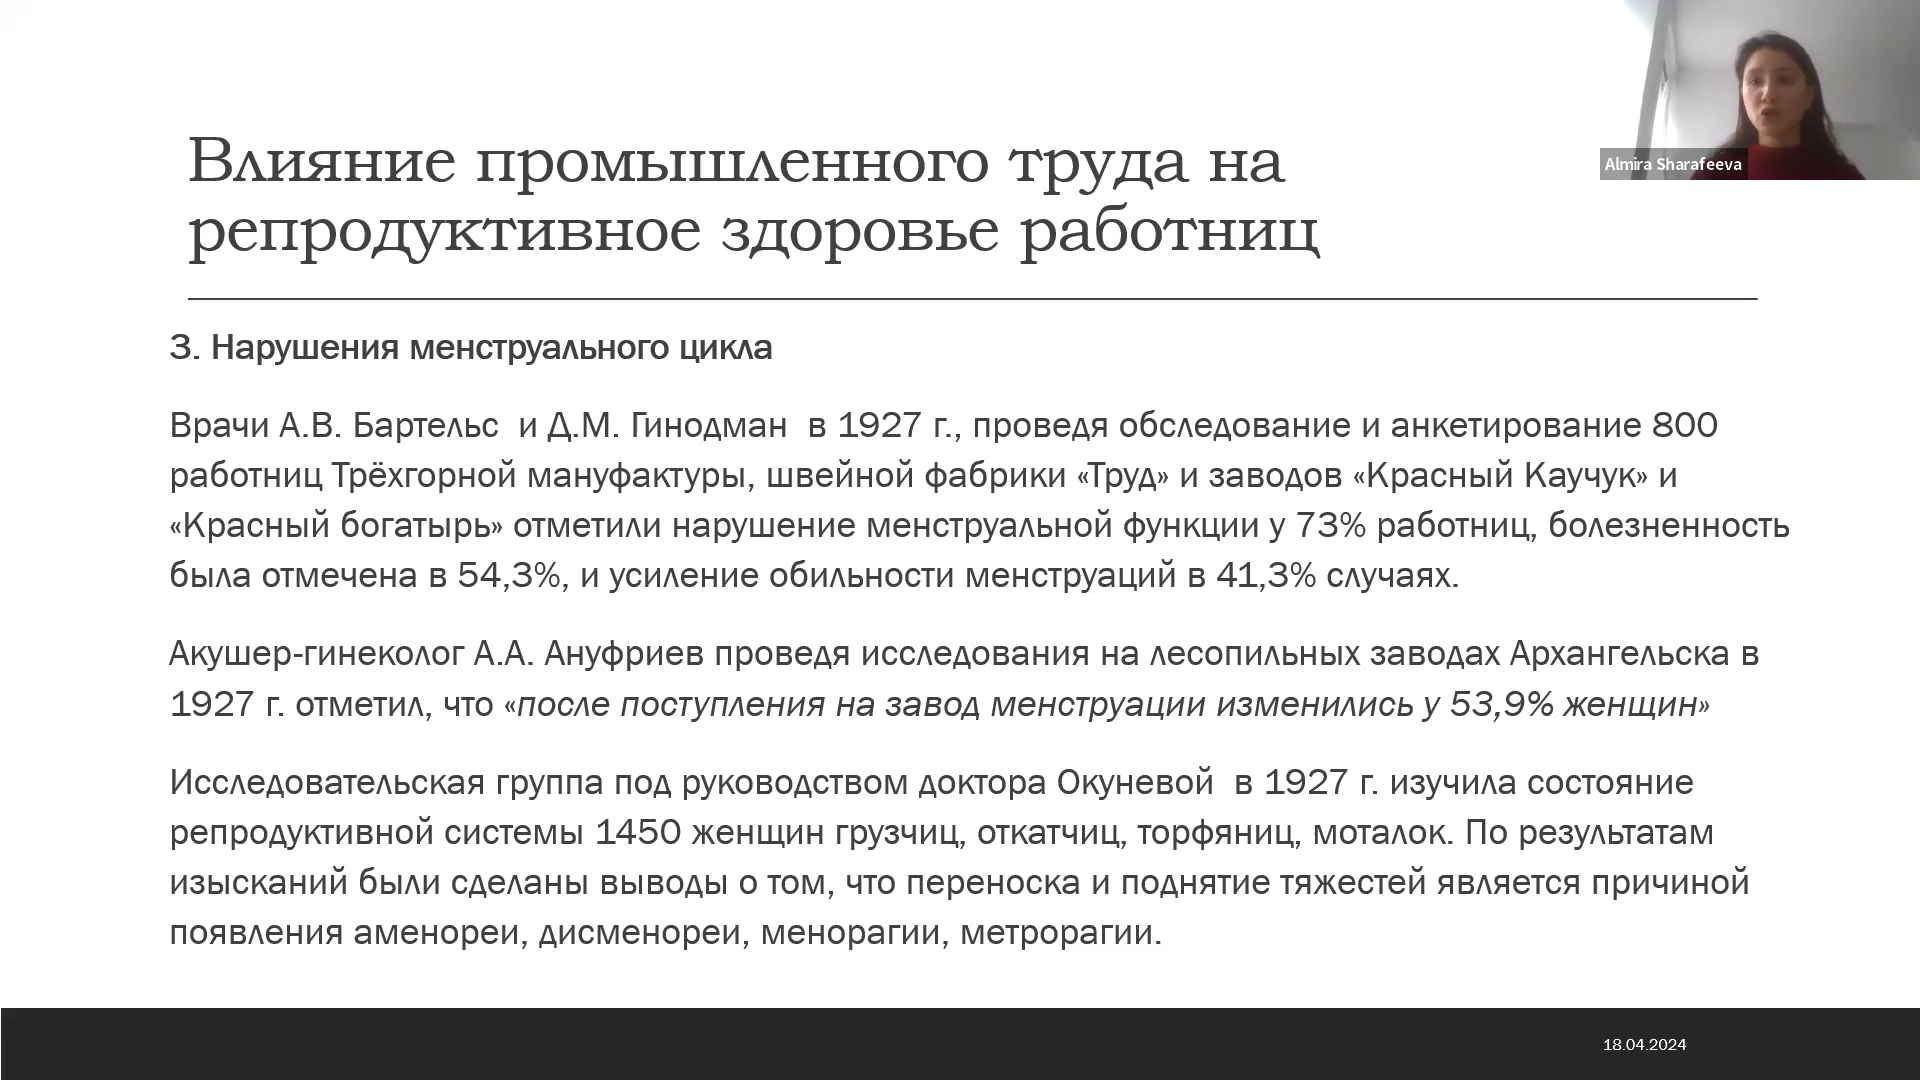 Almira Sharafeeva
Влияние промышленного труда на
репродуктивное здоровье работниц
3. Нарушения менструального цикла
Врачи А.В. Бартельс и Д.М. Гинодман в 1927 г., проведя обследование и анкетирование 800
работниц Трёхгорной мануфактуры, швейной фабрики «Труд» и заводов «Красный Каучук» и
«Красный богатырь» отметили нарушение менструальной функции у 73% работниц, болезненность
была отмечена в 54,3%, и усиление обильности менструаций в 41,3% случаях.
Акушер-гинеколог А.А. Ануфриев проведя исследования на лесопильных заводах Архангельска в
1927 г. отметил, что «после поступления на завод менструации изменились у 53,9% женщин»
Исследовательская группа под руководством доктора Окуневой в 1927 г. изучила состояние
репродуктивной системы 1450 женщин грузчиц, откатчиц, торфяниц, моталок. По результатам
изысканий были сделаны выводы о том, что переноска и поднятие тяжестей является причиной
появления аменореи, дисменореи, менорагии, метрорагии.
18.04.2024